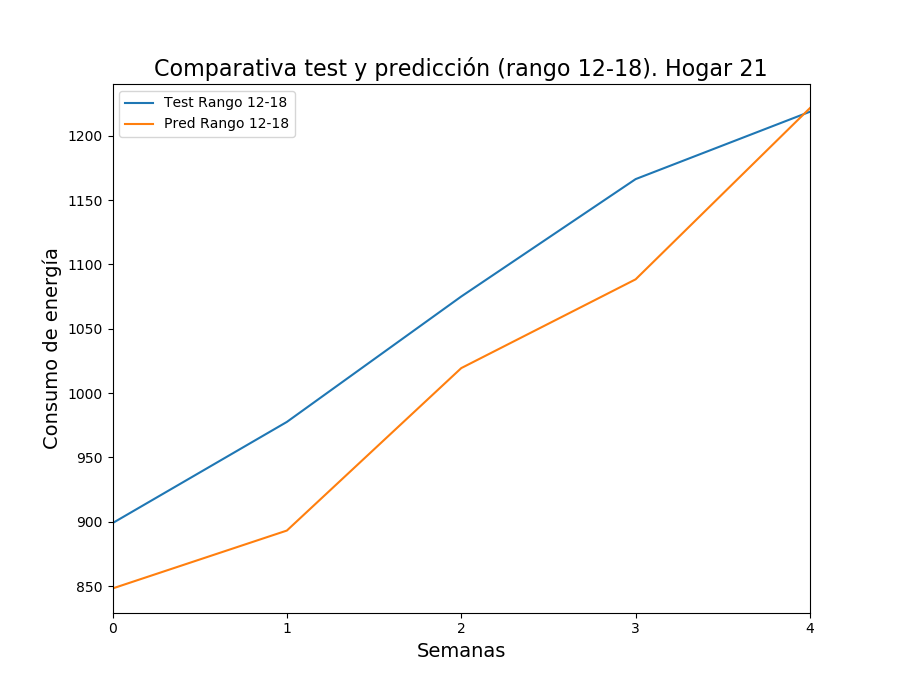 Comparativa test y predicción (rango 12-18). Hogar 21
Test Rango 12-18
Pred Rango 12-18
1200
1150
1100
1050
1000
950
900
850
Consumo de energía
0 1 2 3 4
Semanas